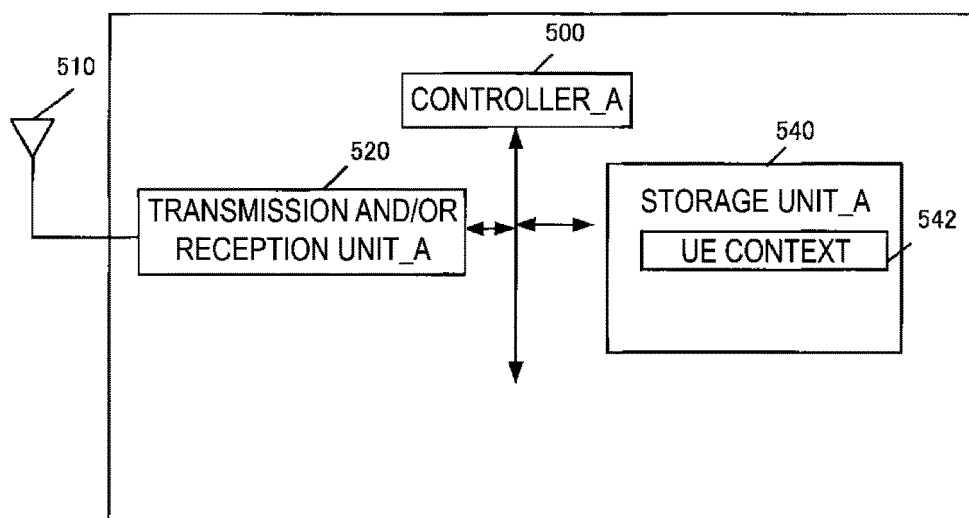 500
510
CONTROLLER_A
520
540
TRANSMISSION AND/OR
RECEPTION UNIT_A
STORAGE UNIT_A
542
UE CONTEXT